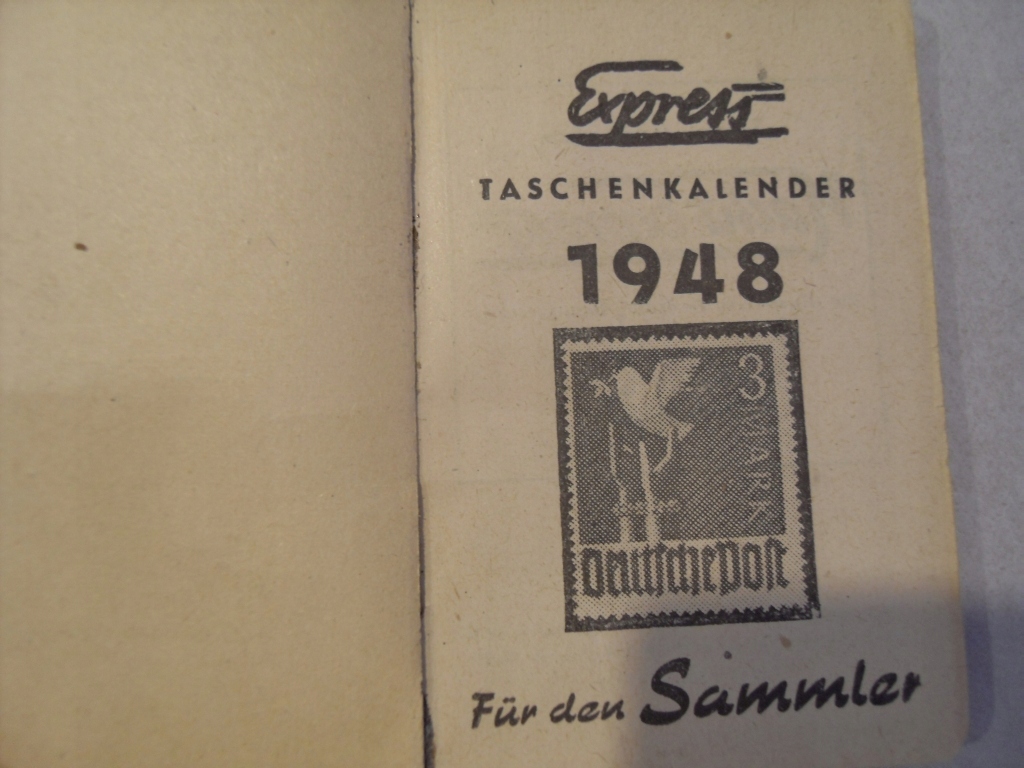 Express
TASCHENKALENDER
1948
3 MARK
Deutsche Post
Für den Sammler